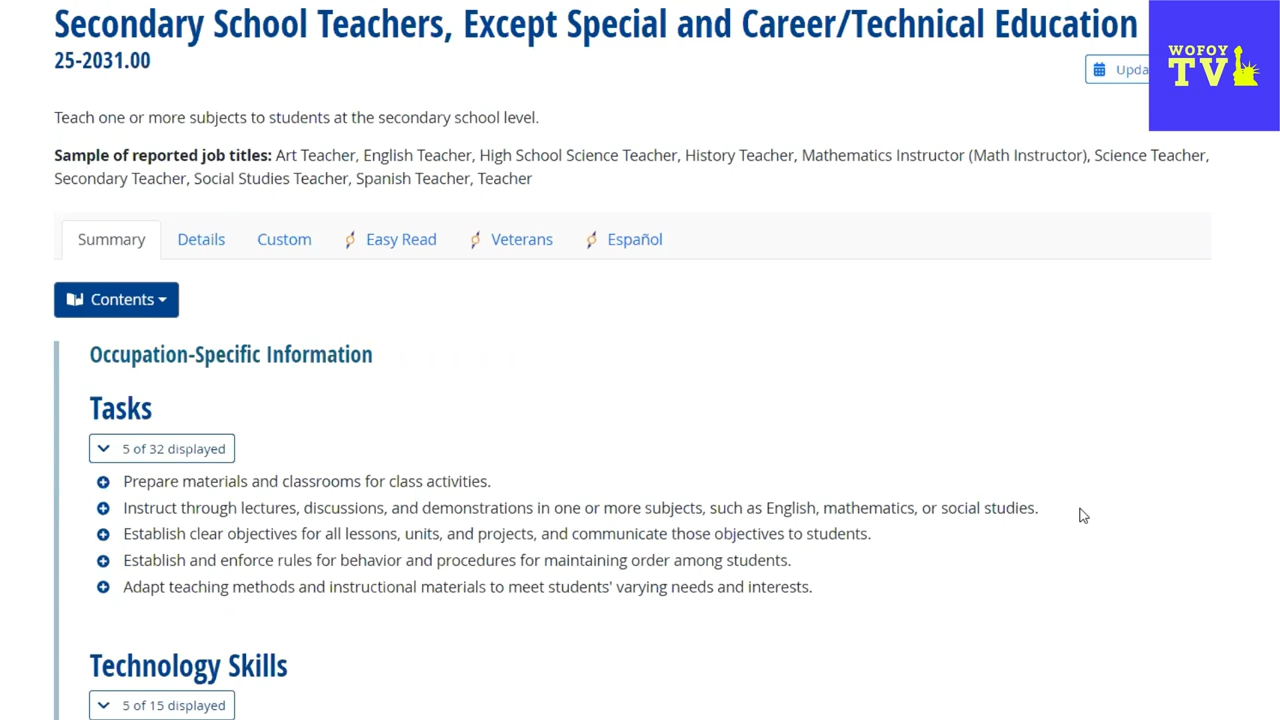 Secondary School Teachers, Except Special and Career/Technical Education
25-2031.00
Upda
WOFOY
TV
Teach one or more subjects to students at the secondary school level.
Sample of reported job titles: Art Teacher, English Teacher, High School Science Teacher, History Teacher, Mathematics Instructor (Math Instructor), Science Teacher,
Secondary Teacher, Social Studies Teacher, Spanish Teacher, Teacher
Summary Details Custom Easy Read Veterans Español
Contents
Occupation-Specific Information
Tasks
5 of 32 displayed
Prepare materials and classrooms for class activities.
Instruct through lectures, discussions, and demonstrations in one or more subjects, such as English, mathematics, or social studies.
Establish clear objectives for all lessons, units, and projects, and communicate those objectives to students.
Establish and enforce rules for behavior and procedures for maintaining order among students.
Adapt teaching methods and instructional materials to meet students' varying needs and interests.
Technology Skills
5 of 15 displayed